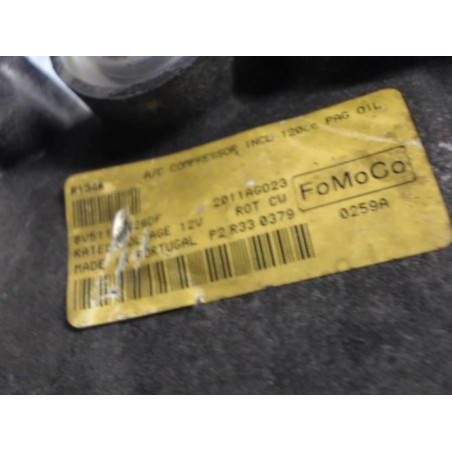 R134A
A/C COMPRESSOR INCL: 120cc PAG OIL
2011AG023
ROT CW
FoMoCo
RATED VOLTAGE 12V
P2.R33 0379
0259A
MADE PORTUGAL